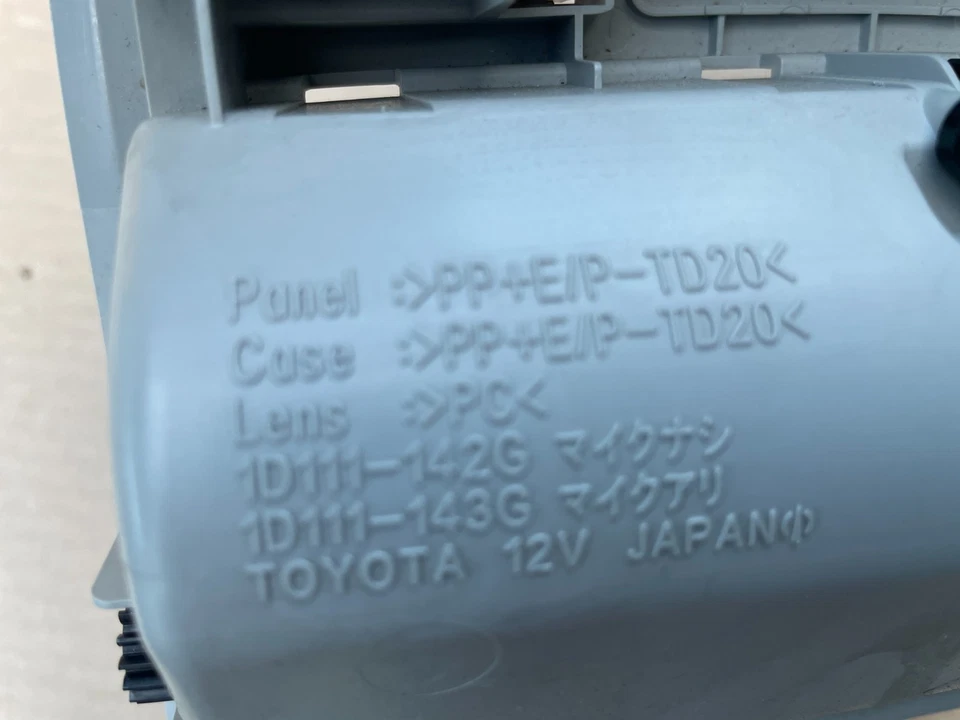 Panel :>PP+E/P-TD20<
Case :>PP+E/P-TD20<
Lens :>PC<
1D111-142G マイクナシ
1D111-143G マイクアリ
TOYOTA 12V JAPAN